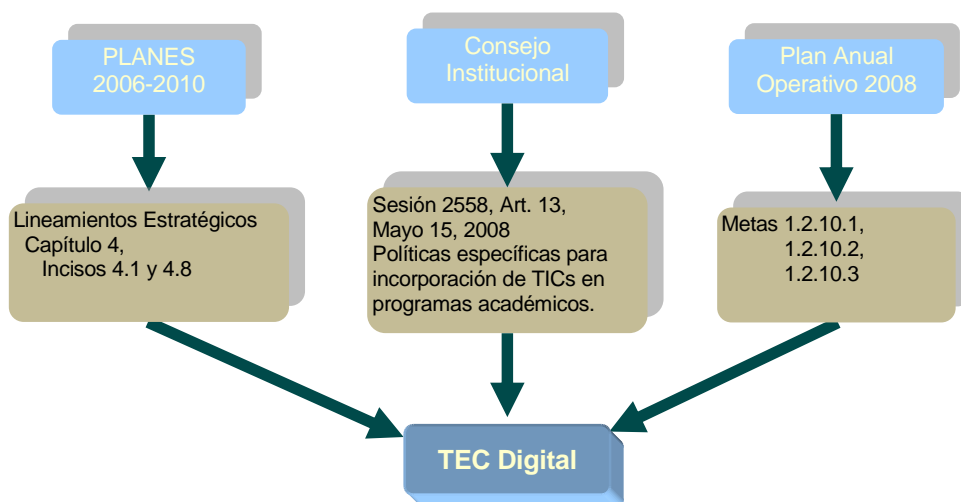 PLANES
2006-2010
Consejo
Institucional
Plan Anual
Operativo 2008
Lineamientos Estratégicos
Capítulo 4,
Incisos 4.1 y 4.8
Sesión 2558, Art. 13,
Mayo 15, 2008
Políticas específicas para
incorporación de TICs en
programas académicos.
Metas 1.2.10.1,
1.2.10.2,
1.2.10.3
TEC Digital